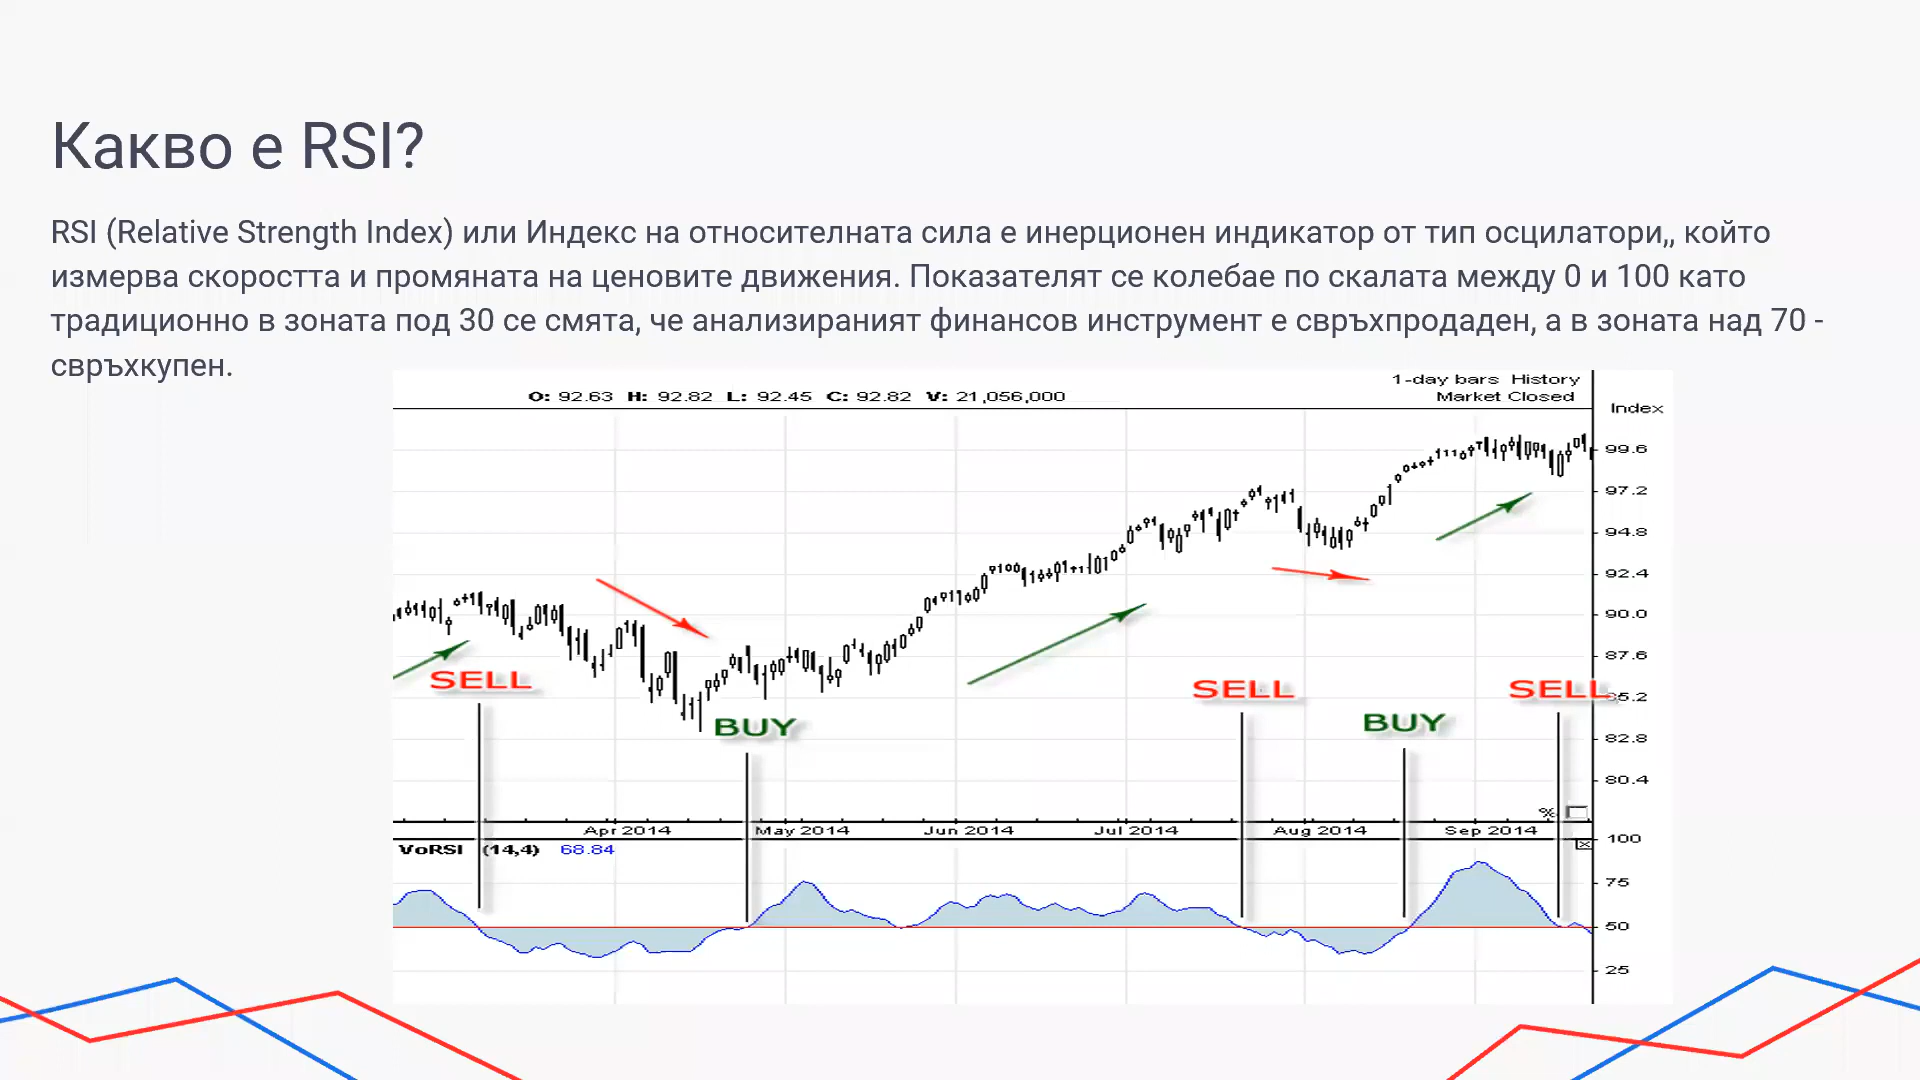 Какво е RSI?
RSI (Relative Strength Index) или Индекс на относителната сила е инерционен индикатор от тип осцилатори,, който
измерва скоростта и промяната на ценовите движения. Показателят се колебае по скалата между 0 и 100 като
традиционно в зоната под 30 се смята, че анализираният финансов инструмент е свръхпродаден, а в зоната над 70 -
свръхкупен.
1-day bars History
O: 92.63 H: 92.82 L: 92.45 C: 92.82 V: 21,056,000
Market Closed
Index
99.6
97.2
94.8
92.4
90.0
87.6
85.2
82.8
80.4
SELL
BUY
SELL
BUY
SELL
%
Apr 2014
May 2014
Jun 2014
Jul 2014
Aug 2014
Sep 2014
VoRSI (14,4) 68.84
100
75
50
25